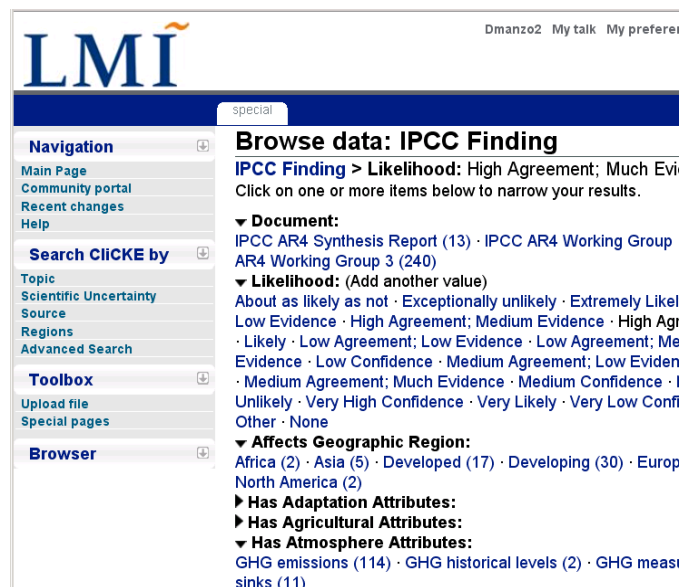 LMI
Dmanzo2 My talk My preferen
special
Navigation
Main Page
Community portal
Recent changes
Help
Search CliCKE by
Topic
Scientific Uncertainty
Source
Regions
Advanced Search
Toolbox
Upload file
Special pages
Browser
Browse data: IPCC Finding
IPCC Finding > Likelihood: High Agreement; Much Evi
Click on one or more items below to narrow your results.
Document:
IPCC AR4 Synthesis Report (13) · IPCC AR4 Working Group
AR4 Working Group 3 (240)
Likelihood: (Add another value)
About as likely as not · Exceptionally unlikely · Extremely Likel
Low Evidence · High Agreement; Medium Evidence · High Agr
· Likely · Low Agreement; Low Evidence · Low Agreement; Me
Evidence · Low Confidence · Medium Agreement; Low Eviden
· Medium Agreement; Much Evidence · Medium Confidence ·
Unlikely · Very High Confidence · Very Likely · Very Low Confi
Other · None
Affects Geographic Region:
Africa (2) · Asia (5) · Developed (17) · Developing (30) · Europ
North America (2)
Has Adaptation Attributes:
Has Agricultural Attributes:
Has Atmosphere Attributes:
GHG emissions (114) · GHG historical levels (2) · GHG measu
sinks (11)